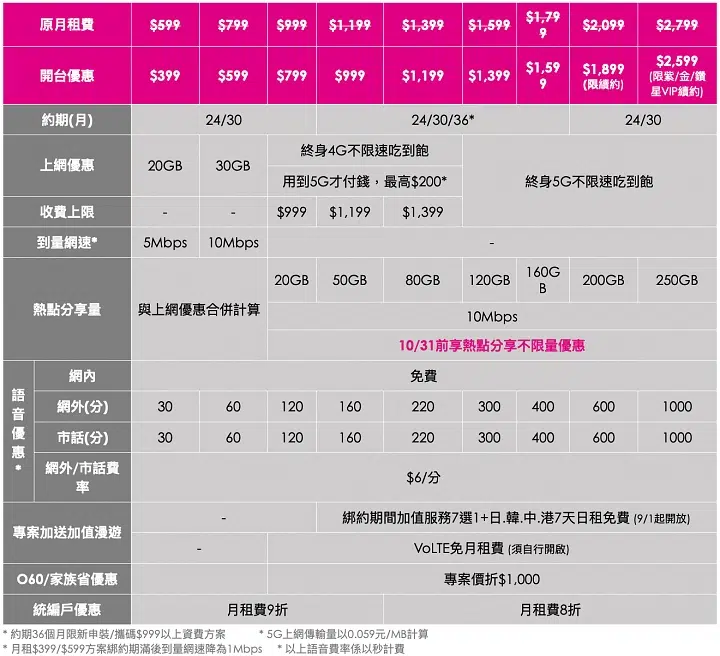 原月租費 $599 $799 $999 $1,199 $1,399 $1,599 $1,799 $2,099 $2,799
開台優惠 $399 $599 $799 $999 $1,199 $1,399 $1,599 $1,899 (限續約) $2,599 (限紫/金/鑽星VIP續約)
約期(月) 24/30 24/30/36* 24/30
上網優惠 20GB 30GB 終身4G不限速吃到飽
用到5G才付錢，最高$200* 終身5G不限速吃到飽
收費上限 - - $999 $1,199 $1,399
到量網速* 5Mbps 10Mbps -
熱點分享量 與上網優惠合併計算 20GB 50GB 80GB 120GB 160GB 200GB 250GB
10Mbps
10/31前享熱點分享不限量優惠
語音優惠*
網內 免費
網外(分) 30 60 120 160 220 300 400 600 1000
市話(分) 30 60 120 160 220 300 400 600 1000
網外/市話費率 $6/分
專案加送加值漫遊 - 綁約期間加值服務7選1+日.韓.中.港7天日租免費 (9/1起開放)
- VoLTE免月租費 (須自行開啟)
O60/家族省優惠 專案價折$1,000
統編戶優惠 月租費9折 月租費8折
* 約期36個月限新申裝/攜碼$999以上資費方案 * 5G上網傳輸量以0.059元/MB計算
* 月租$399/$599方案綁約期滿後到量網速降為1Mbps * 以上語音費率係以秒計費